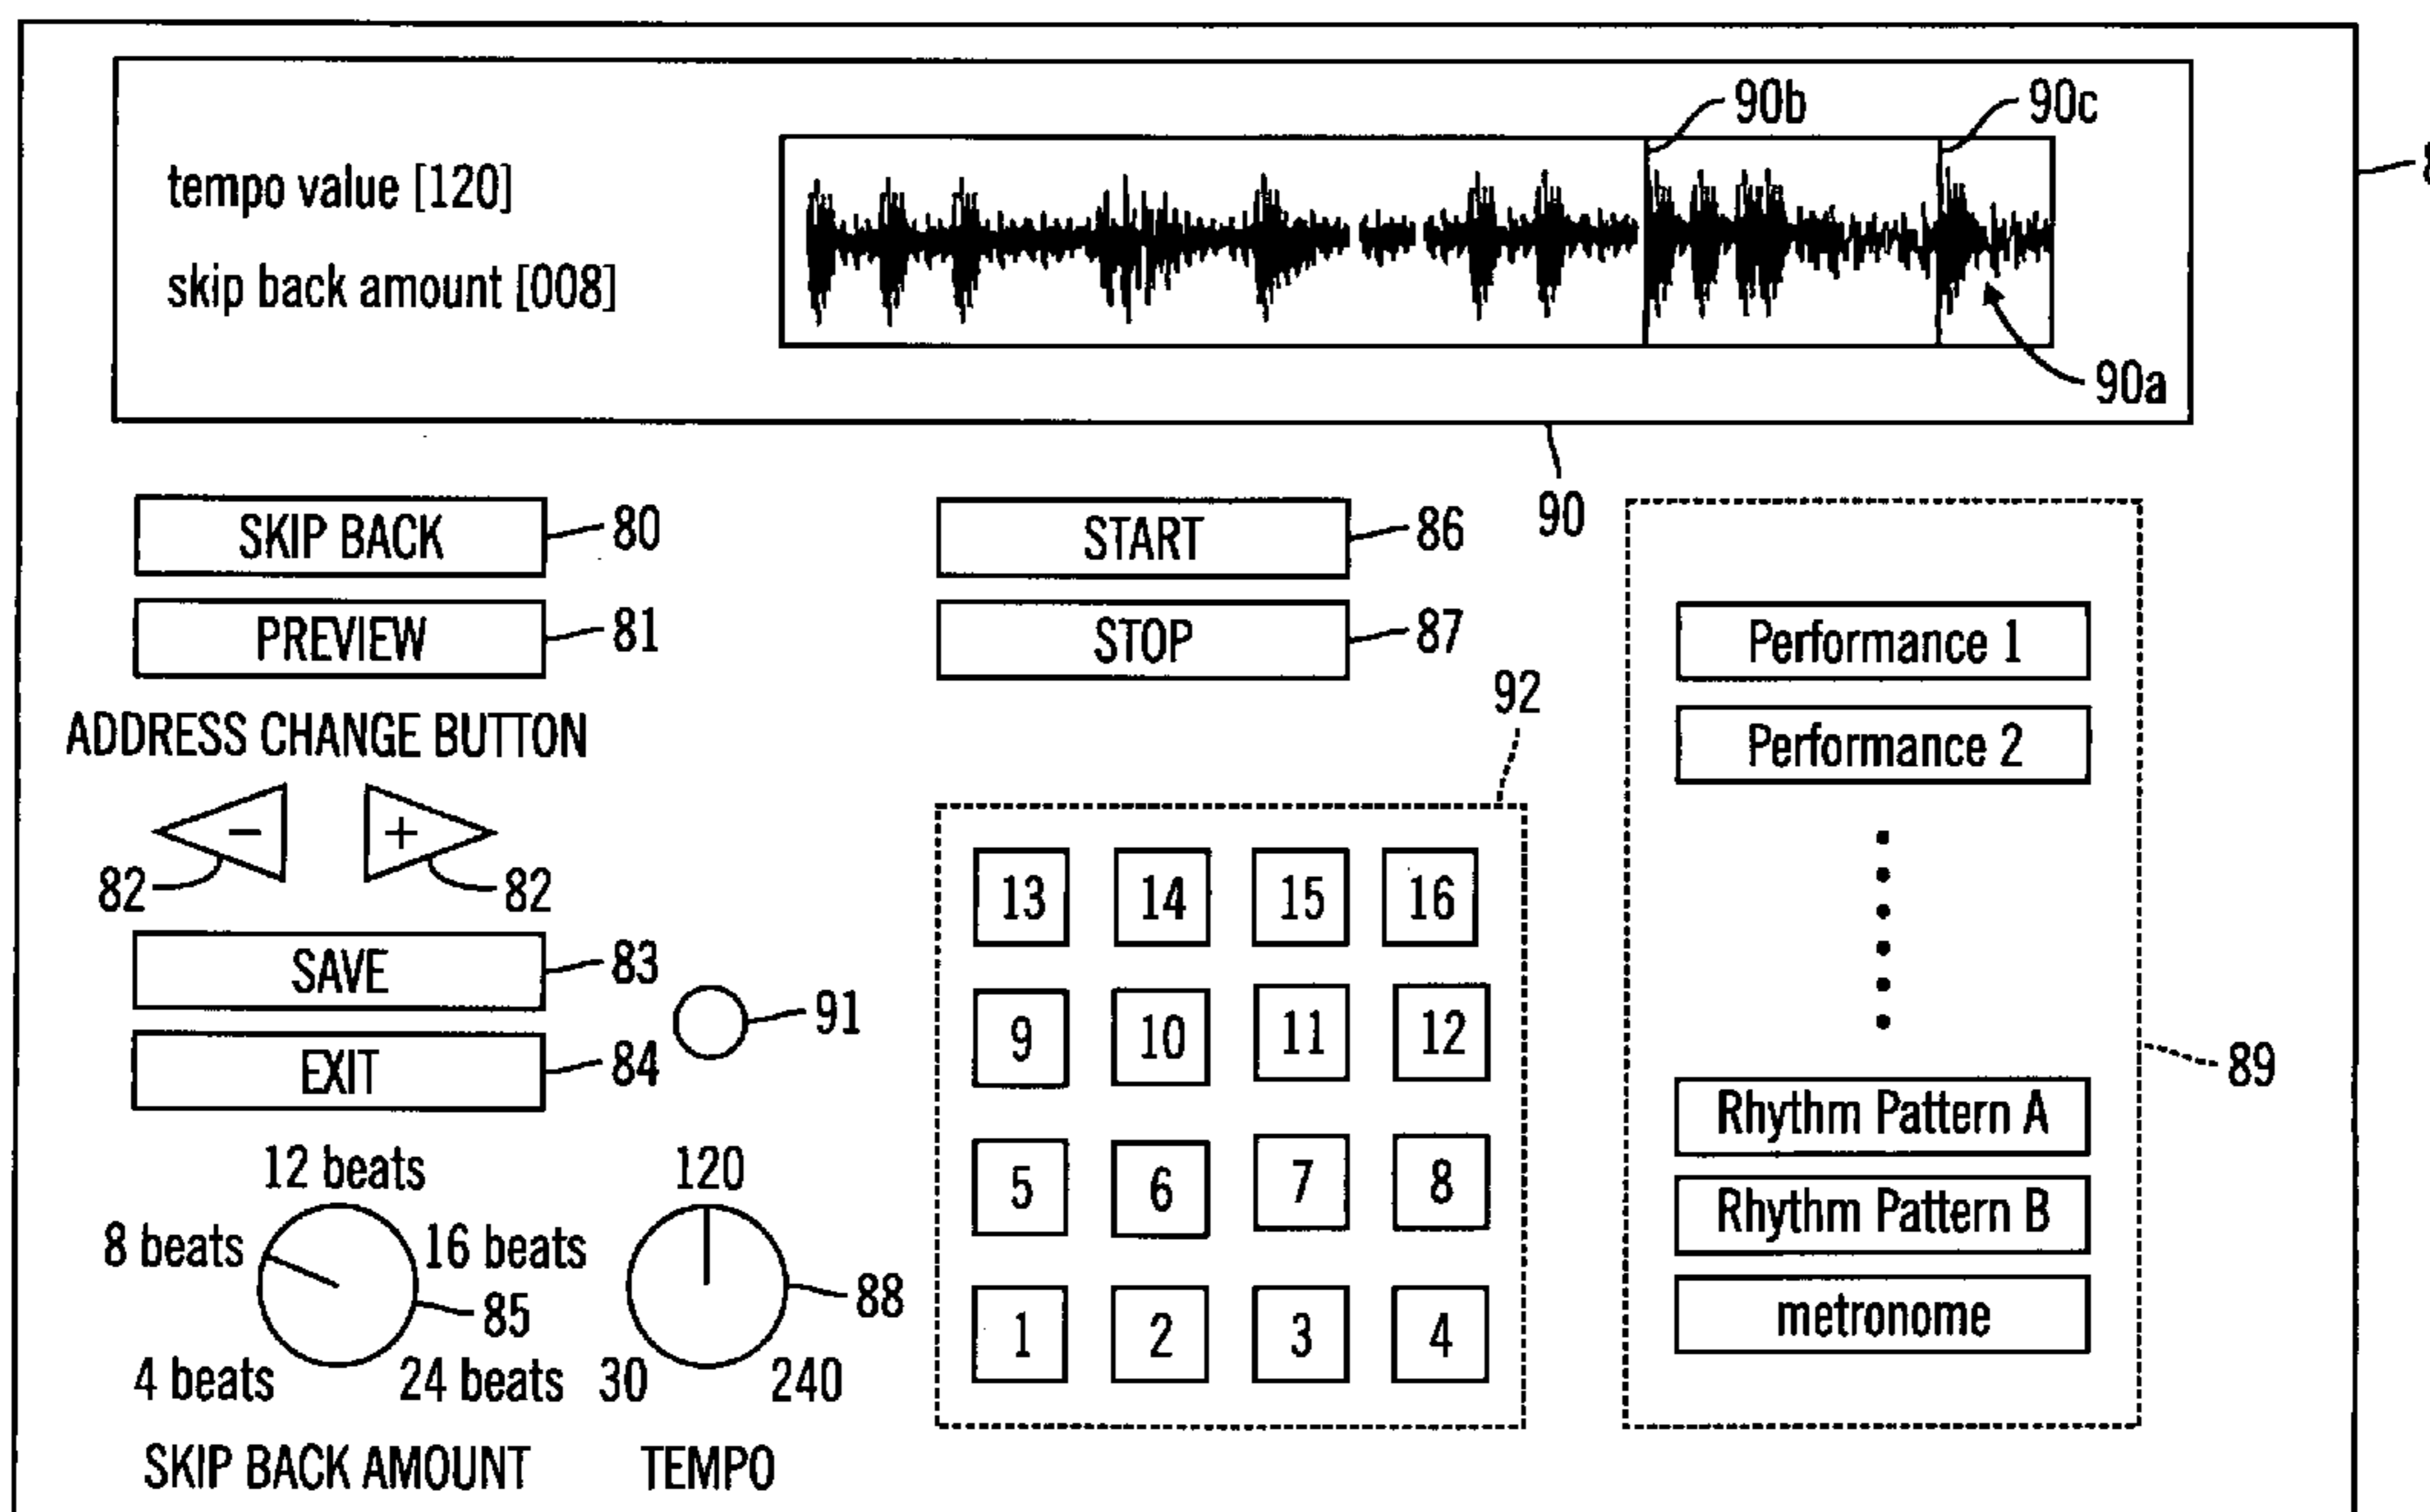 90b
90c
tempo value [120]
skip back amount [008]
90a
90
SKIP BACK
80
START
86
PREVIEW
81
STOP
87
ADDRESS CHANGE BUTTON
-
+
82
82
SAVE
83
EXIT
84
91
12 beats
8 beats
16 beats
85
4 beats
24 beats
SKIP BACK AMOUNT
120
88
30
240
TEMPO
92
13 14 15 16
9 10 11 12
5 6 7 8
1 2 3 4
Performance 1
Performance 2
Rhythm Pattern A
Rhythm Pattern B
metronome
89